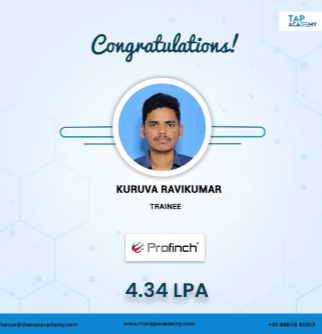 TAP
ACADEMY
Congratulations!
KURUVA RAVIKUMAR
TRAINEE
Profinch
4.34 LPA
www.thetapacademy.com